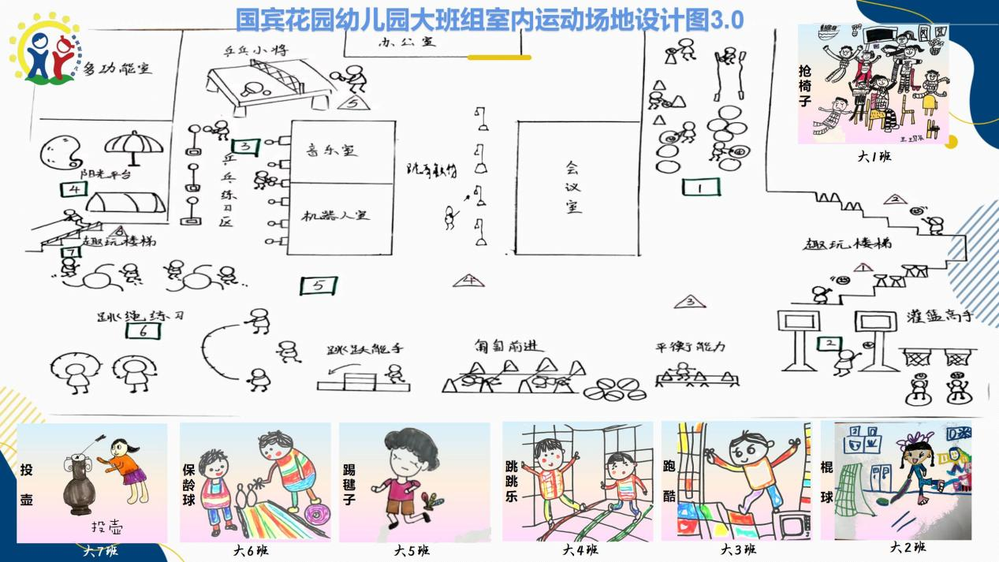 国宾花园幼儿园大班组室内运动场地设计图3.0
办公室
多功能室
乒乓小将
5
抢椅子
大1班
3
乒乓练习区
音乐室
机器人室
会议室
1
阳光平台
4
趣玩楼梯
7
2
趣玩楼梯
1
5
4
3
跳绳练习
6
跳跃能手
匍匐前进
平衡能力
灌篮高手
2
投壶
投壶
大7班
保龄球
大6班
踢毽子
大5班
跳跳乐
大4班
跑酷
大3班
棍球
大2班